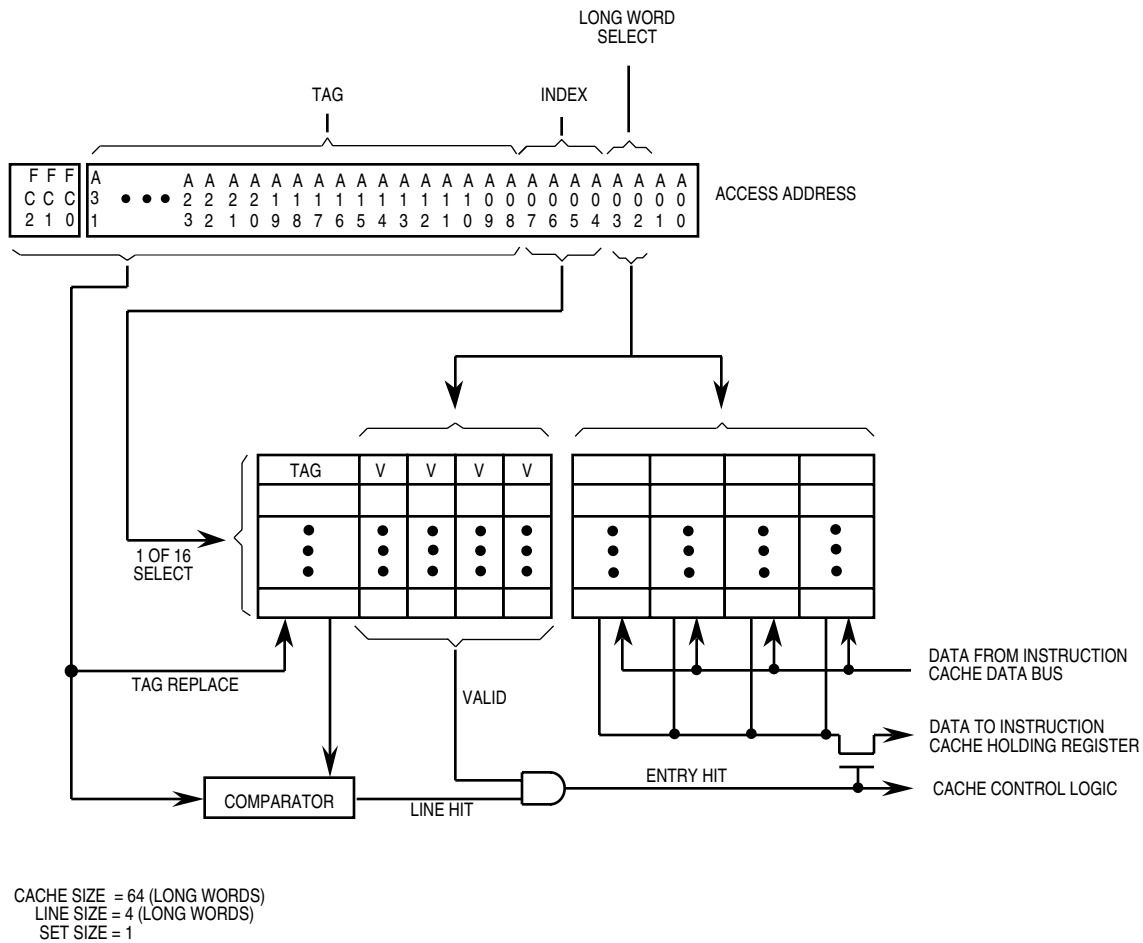 LONG WORD
SELECT
TAG
INDEX
F F F A A A A A A A A A A A A A A A A A A A A A A A A A
C C C 3 • • • 2 2 2 2 1 1 1 1 1 1 1 1 1 1 0 0 0 0 0 0 0 0 0 0
2 1 0 1 3 2 1 0 9 8 7 6 5 4 3 2 1 0 9 8 7 6 5 4 3 2 1 0
ACCESS ADDRESS
TAG V V V V
1 OF 16
SELECT
TAG REPLACE
VALID
DATA FROM INSTRUCTION
CACHE DATA BUS
DATA TO INSTRUCTION
CACHE HOLDING REGISTER
COMPARATOR
LINE HIT
ENTRY HIT
CACHE CONTROL LOGIC
CACHE SIZE = 64 (LONG WORDS)
LINE SIZE = 4 (LONG WORDS)
SET SIZE = 1